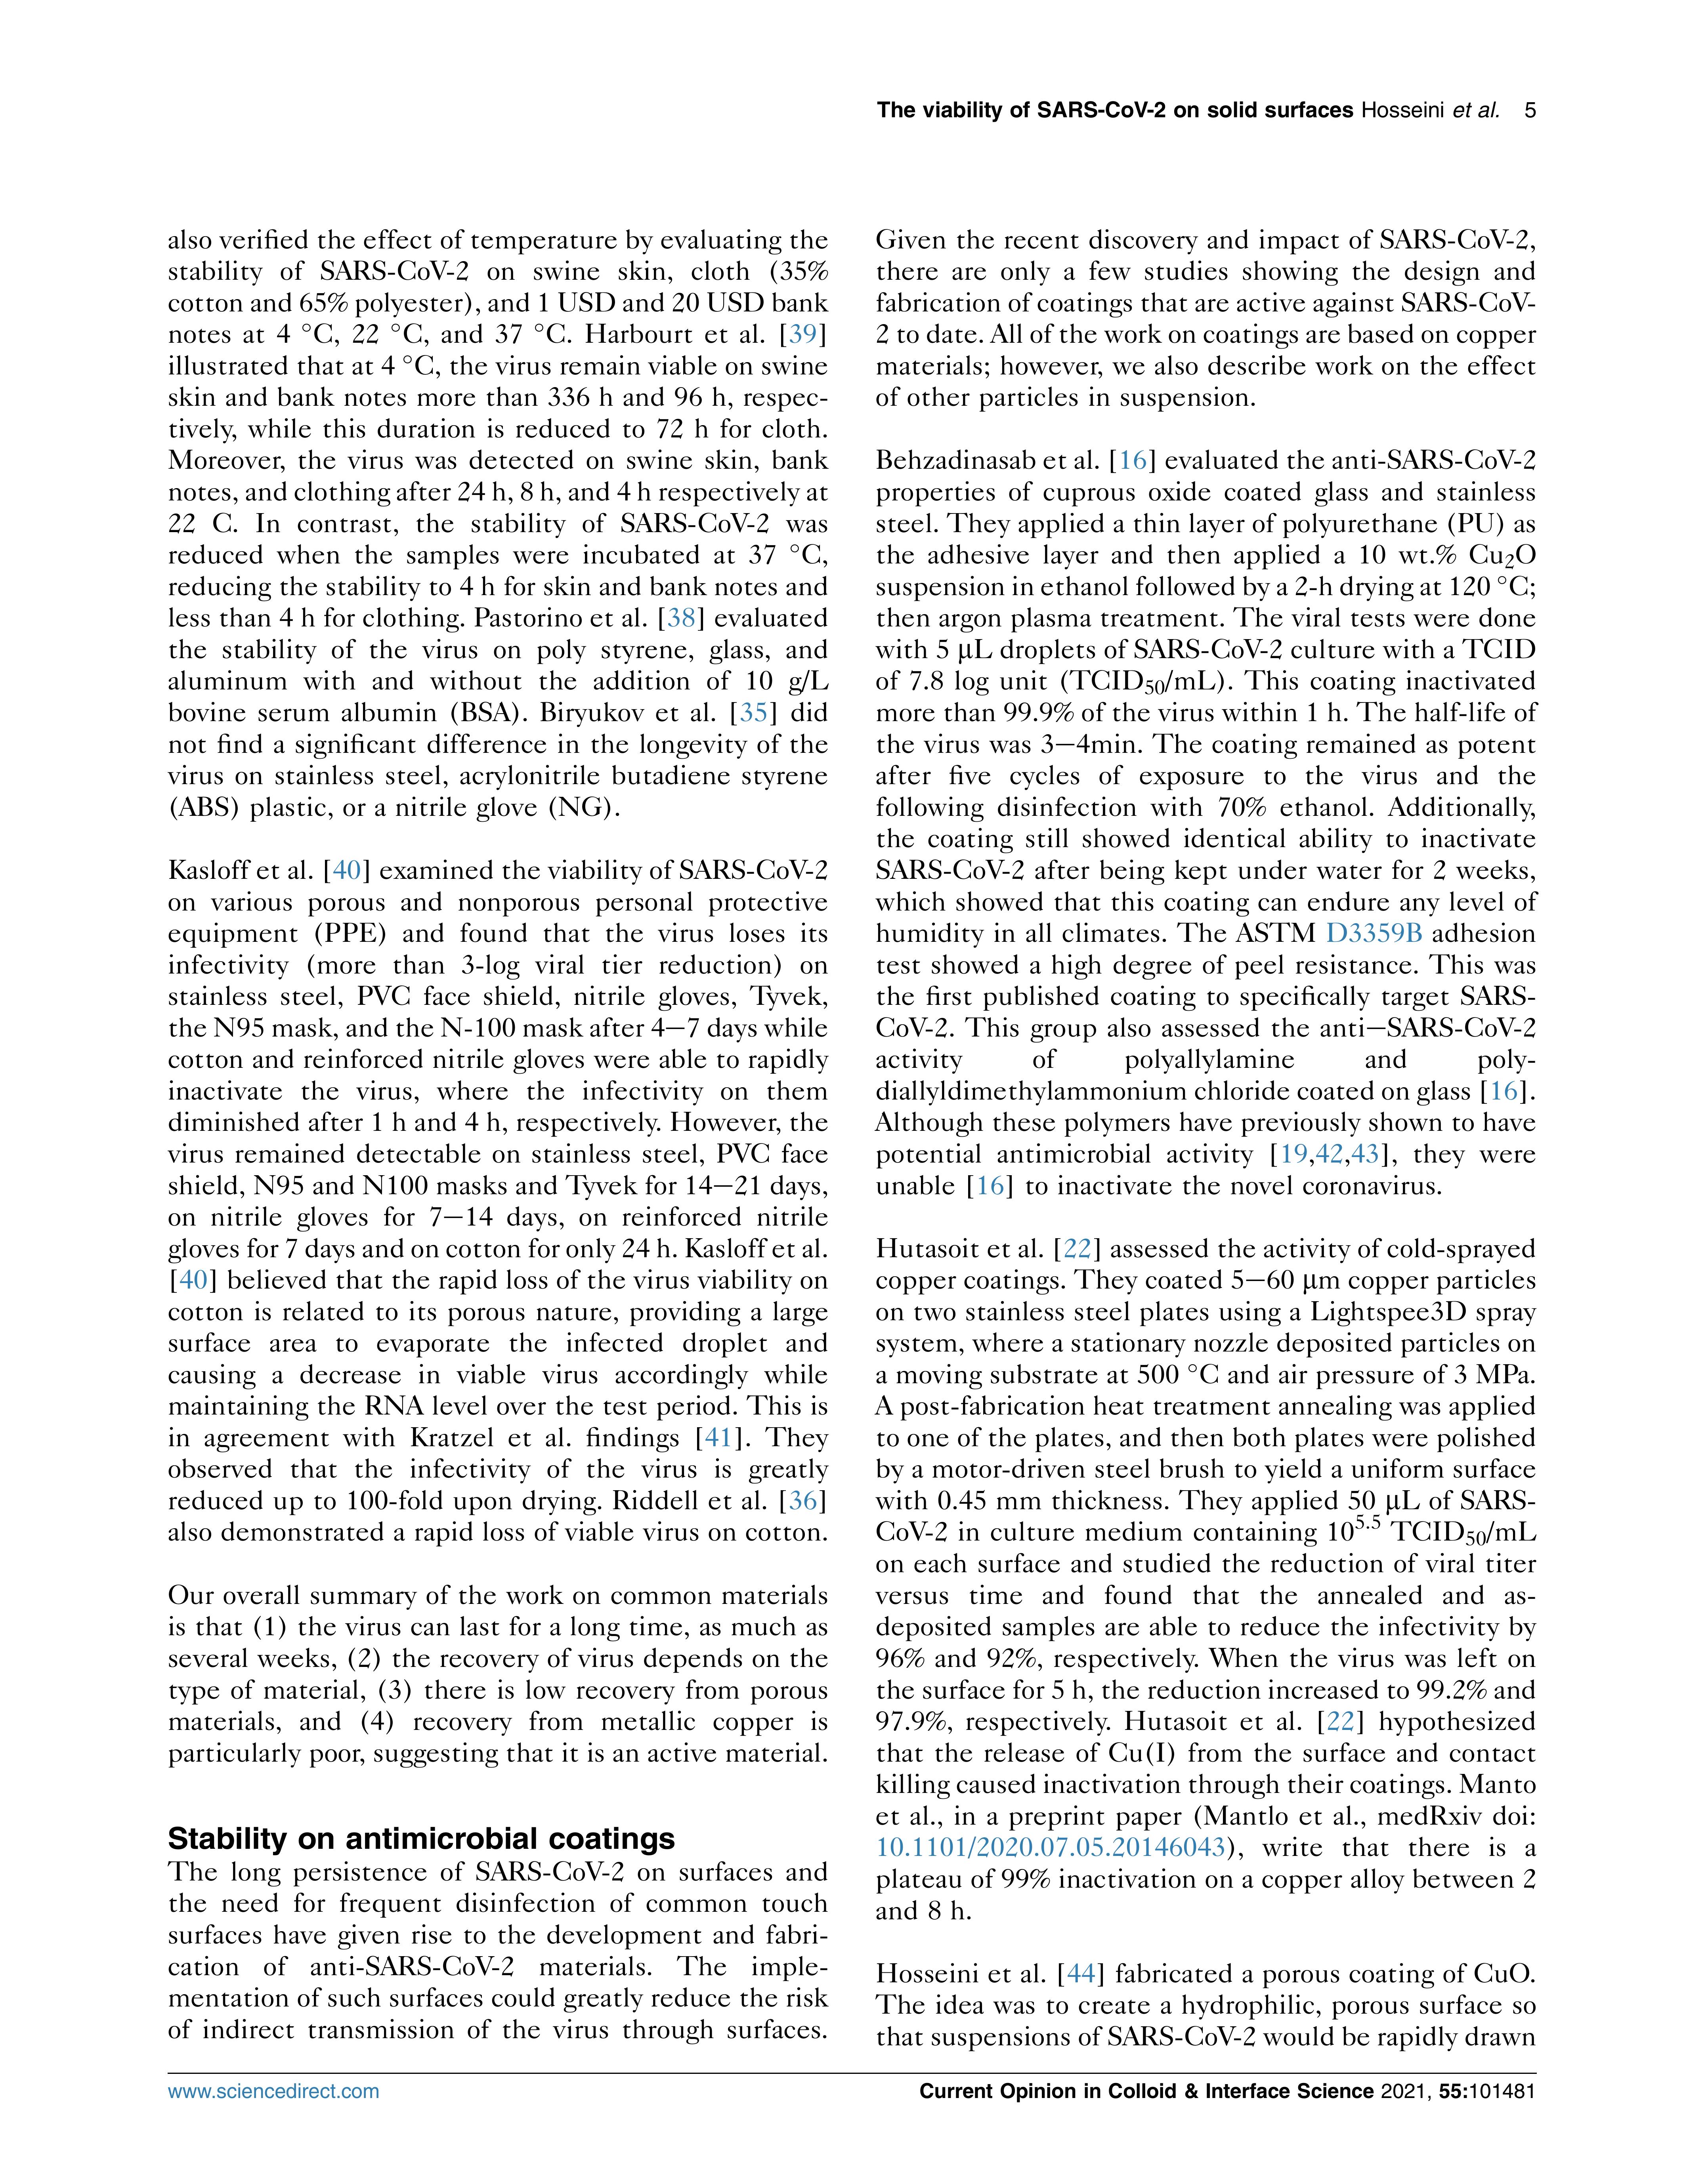 The viability of SARS-CoV-2 on solid surfaces Hosseini et al. 5
also verified the effect of temperature by evaluating the
stability of SARS-CoV-2 on swine skin, cloth (35%
cotton and 65% polyester), and 1 USD and 20 USD bank
notes at 4 °C, 22 °C, and 37 °C. Harbourt et al. [39]
illustrated that at 4 °C, the virus remain viable on swine
skin and bank notes more than 336 h and 96 h, respec-
tively, while this duration is reduced to 72 h for cloth.
Moreover, the virus was detected on swine skin, bank
notes, and clothing after 24 h, 8 h, and 4 h respectively at
22 C. In contrast, the stability of SARS-CoV-2 was
reduced when the samples were incubated at 37 °C,
reducing the stability to 4 h for skin and bank notes and
less than 4 h for clothing. Pastorino et al. [38] evaluated
the stability of the virus on poly styrene, glass, and
aluminum with and without the addition of 10 g/L
bovine serum albumin (BSA). Biryukov et al. [35] did
not find a significant difference in the longevity of the
virus on stainless steel, acrylonitrile butadiene styrene
(ABS) plastic, or a nitrile glove (NG).
Kasloff et al. [40] examined the viability of SARS-CoV-2
on various porous and nonporous personal protective
equipment (PPE) and found that the virus loses its
infectivity (more than 3-log viral tier reduction) on
stainless steel, PVC face shield, nitrile gloves, Tyvek,
the N95 mask, and the N-100 mask after 4–7 days while
cotton and reinforced nitrile gloves were able to rapidly
inactivate the virus, where the infectivity on them
diminished after 1 h and 4 h, respectively. However, the
virus remained detectable on stainless steel, PVC face
shield, N95 and N100 masks and Tyvek for 14–21 days,
on nitrile gloves for 7–14 days, on reinforced nitrile
gloves for 7 days and on cotton for only 24 h. Kasloff et al.
[40] believed that the rapid loss of the virus viability on
cotton is related to its porous nature, providing a large
surface area to evaporate the infected droplet and
causing a decrease in viable virus accordingly while
maintaining the RNA level over the test period. This is
in agreement with Kratzel et al. findings [41]. They
observed that the infectivity of the virus is greatly
reduced up to 100-fold upon drying. Riddell et al. [36]
also demonstrated a rapid loss of viable virus on cotton.
Our overall summary of the work on common materials
is that (1) the virus can last for a long time, as much as
several weeks, (2) the recovery of virus depends on the
type of material, (3) there is low recovery from porous
materials, and (4) recovery from metallic copper is
particularly poor, suggesting that it is an active material.
Stability on antimicrobial coatings
The long persistence of SARS-CoV-2 on surfaces and
the need for frequent disinfection of common touch
surfaces have given rise to the development and fabri-
cation of anti-SARS-CoV-2 materials. The imple-
mentation of such surfaces could greatly reduce the risk
of indirect transmission of the virus through surfaces.
Given the recent discovery and impact of SARS-CoV-2,
there are only a few studies showing the design and
fabrication of coatings that are active against SARS-CoV-
2 to date. All of the work on coatings are based on copper
materials; however, we also describe work on the effect
of other particles in suspension.
Behzadinasab et al. [16] evaluated the anti-SARS-CoV-2
properties of cuprous oxide coated glass and stainless
steel. They applied a thin layer of polyurethane (PU) as
the adhesive layer and then applied a 10 wt.% Cu₂O
suspension in ethanol followed by a 2-h drying at 120 °C;
then argon plasma treatment. The viral tests were done
with 5 μL droplets of SARS-CoV-2 culture with a TCID
of 7.8 log unit (TCID₅₀/mL). This coating inactivated
more than 99.9% of the virus within 1 h. The half-life of
the virus was 3–4min. The coating remained as potent
after five cycles of exposure to the virus and the
following disinfection with 70% ethanol. Additionally,
the coating still showed identical ability to inactivate
SARS-CoV-2 after being kept under water for 2 weeks,
which showed that this coating can endure any level of
humidity in all climates. The ASTM D3359B adhesion
test showed a high degree of peel resistance. This was
the first published coating to specifically target SARS-
CoV-2. This group also assessed the anti–SARS-CoV-2
activity of polyallylamine and poly-
diallyldimethylammonium chloride coated on glass [16].
Although these polymers have previously shown to have
potential antimicrobial activity [19,42,43], they were
unable [16] to inactivate the novel coronavirus.
Hutasoit et al. [22] assessed the activity of cold-sprayed
copper coatings. They coated 5–60 μm copper particles
on two stainless steel plates using a Lightspee3D spray
system, where a stationary nozzle deposited particles on
a moving substrate at 500 °C and air pressure of 3 MPa.
A post-fabrication heat treatment annealing was applied
to one of the plates, and then both plates were polished
by a motor-driven steel brush to yield a uniform surface
with 0.45 mm thickness. They applied 50 μL of SARS-
CoV-2 in culture medium containing 10⁵·⁵ TCID₅₀/mL
on each surface and studied the reduction of viral titer
versus time and found that the annealed and as-
deposited samples are able to reduce the infectivity by
96% and 92%, respectively. When the virus was left on
the surface for 5 h, the reduction increased to 99.2% and
97.9%, respectively. Hutasoit et al. [22] hypothesized
that the release of Cu(I) from the surface and contact
killing caused inactivation through their coatings. Manto
et al., in a preprint paper (Mantlo et al., medRxiv doi:
10.1101/2020.07.05.20146043), write that there is a
plateau of 99% inactivation on a copper alloy between 2
and 8 h.
Hosseini et al. [44] fabricated a porous coating of CuO.
The idea was to create a hydrophilic, porous surface so
that suspensions of SARS-CoV-2 would be rapidly drawn
www.sciencedirect.com
Current Opinion in Colloid & Interface Science 2021, 55:101481